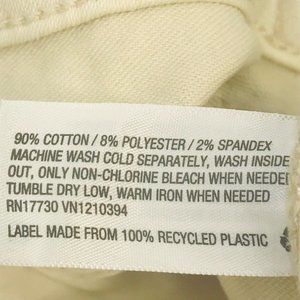 90% COTTON / 8% POLYESTER / 2% SPANDEX
MACHINE WASH COLD SEPARATELY, WASH INSIDE
OUT, ONLY NON-CHLORINE BLEACH WHEN NEEDED
TUMBLE DRY LOW, WARM IRON WHEN NEEDED
RN17730 VN1210394
LABEL MADE FROM 100% RECYCLED PLASTIC